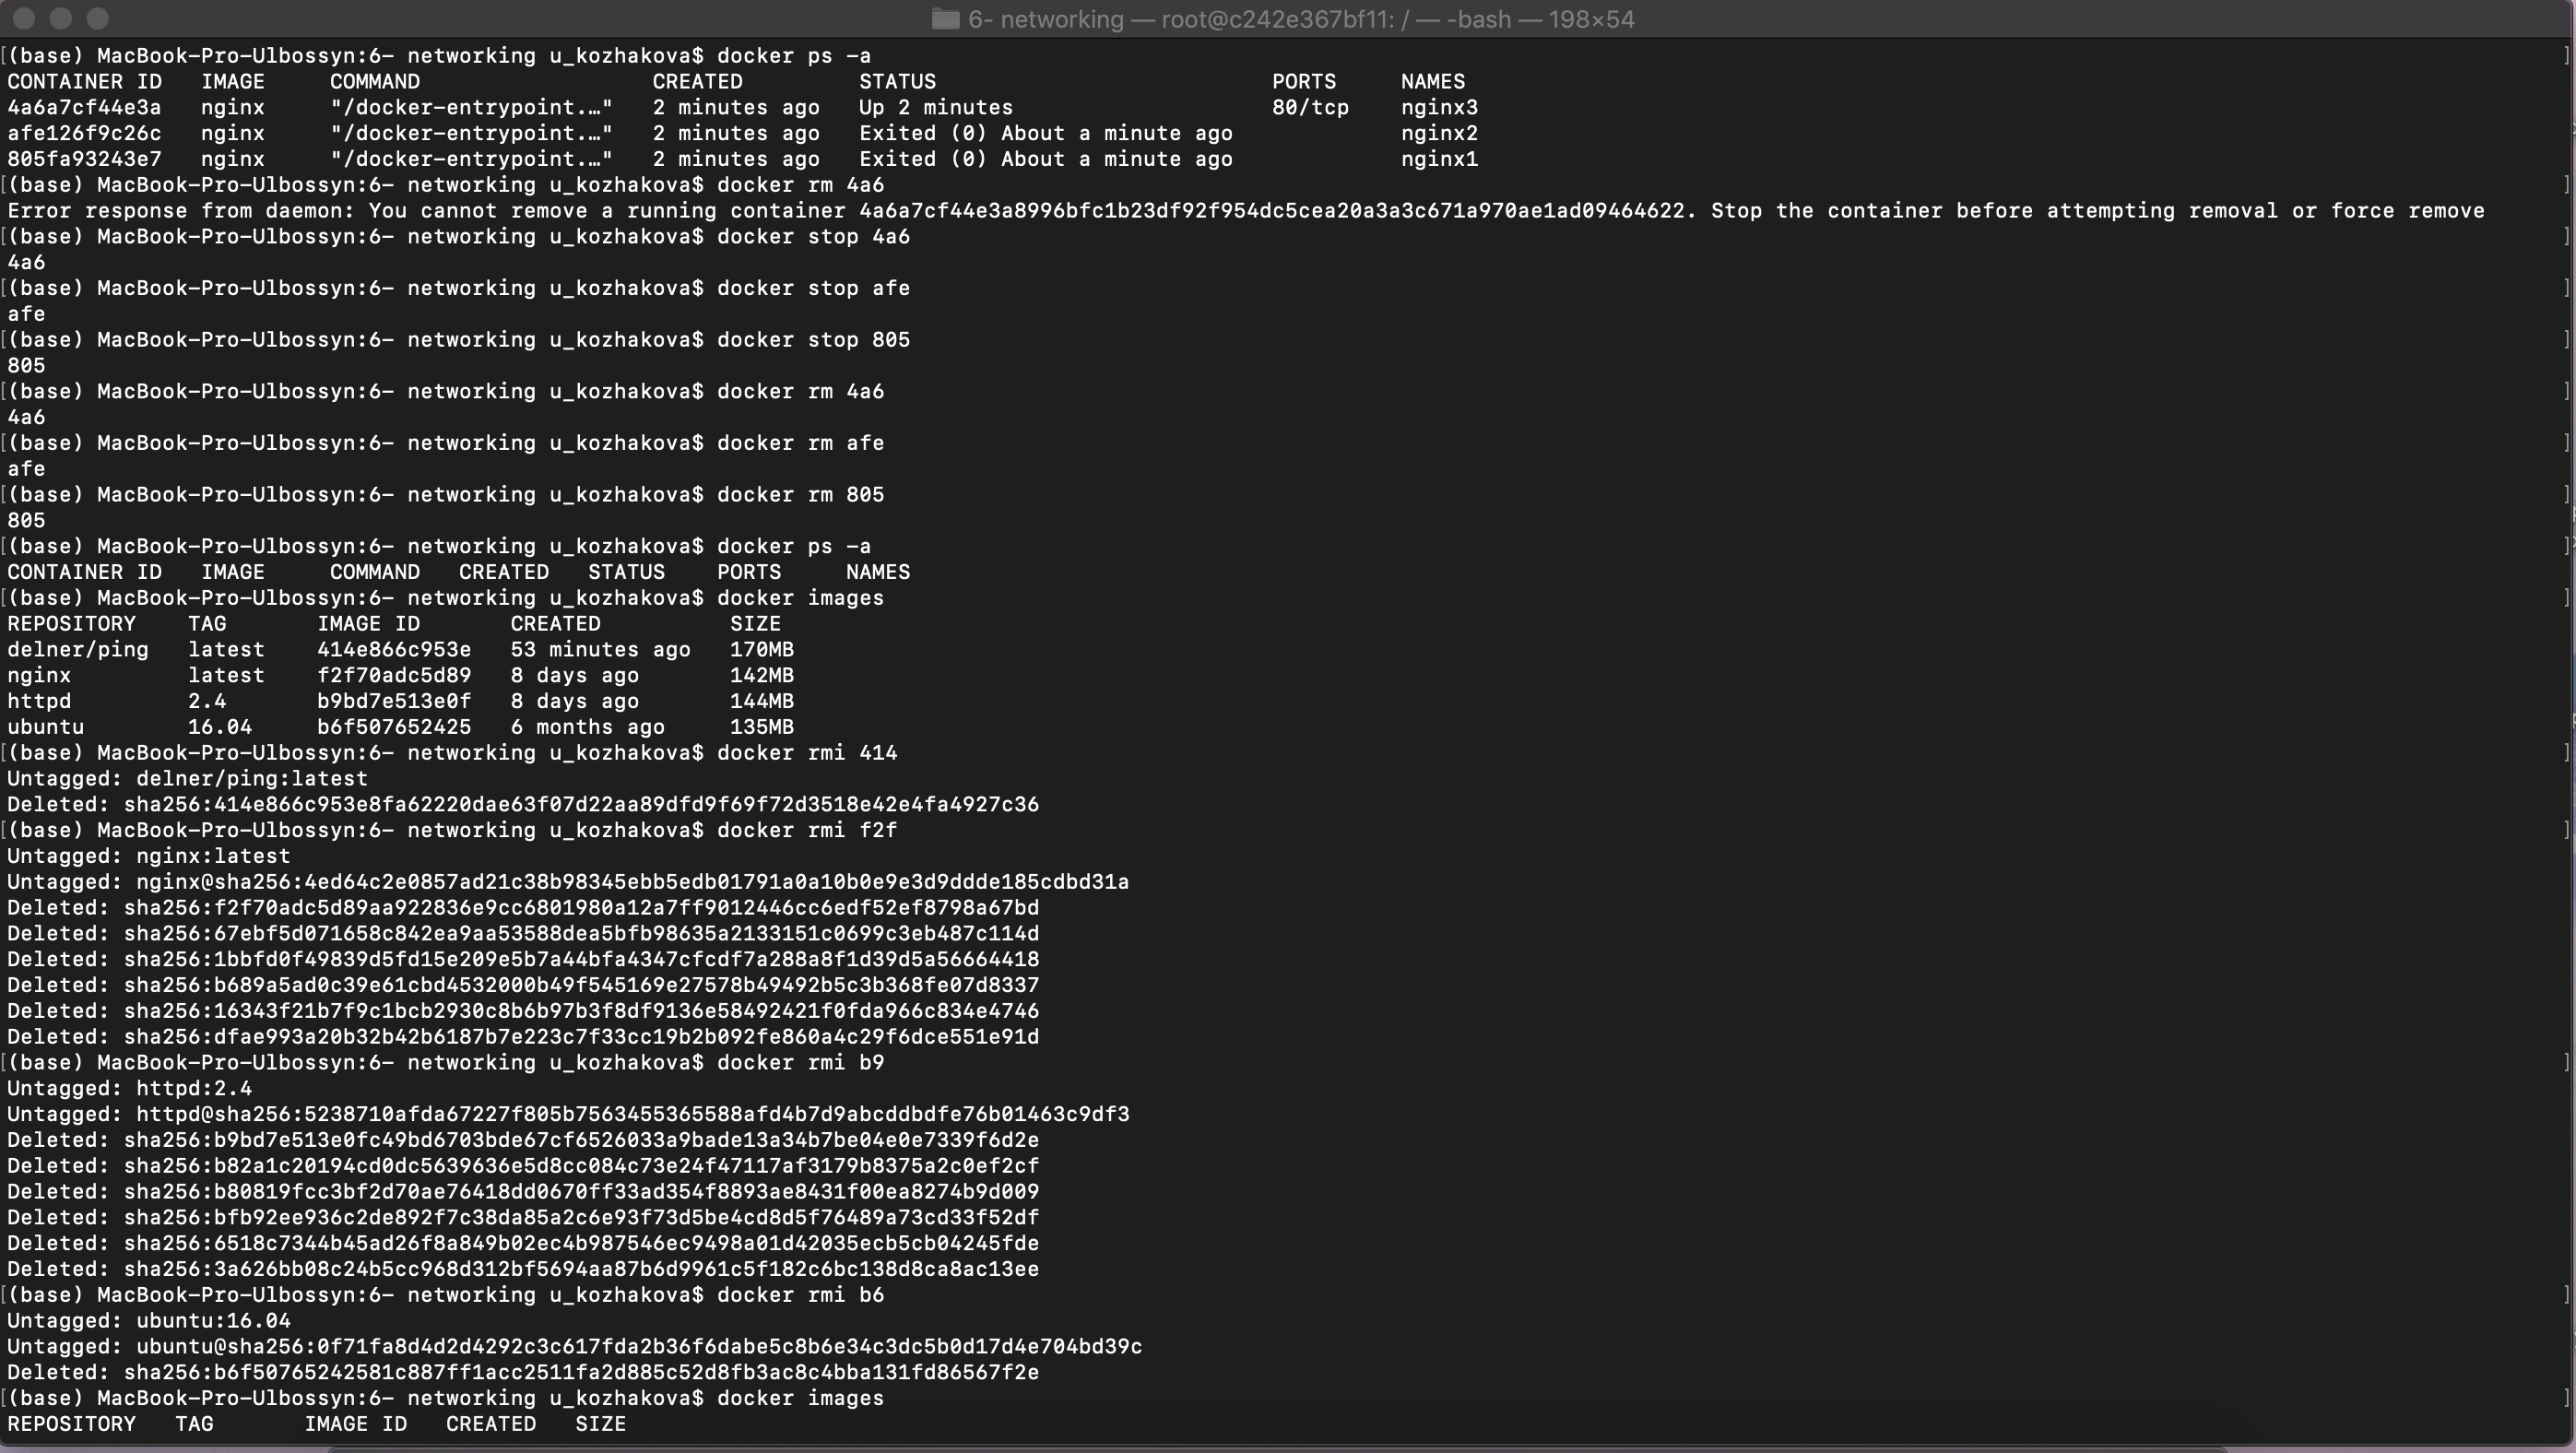 6- networking — root@c242e367bf11: / — -bash — 198×54
[(base) MacBook-Pro-Ulbossyn:6- networking u_kozhakova$ docker ps -a ]
CONTAINER ID   IMAGE     COMMAND                  CREATED         STATUS                          PORTS     NAMES
4a6a7cf44e3a   nginx     "/docker-entrypoint.…"   2 minutes ago   Up 2 minutes                    80/tcp    nginx3
afe126f9c26c   nginx     "/docker-entrypoint.…"   2 minutes ago   Exited (0) About a minute ago             nginx2
805fa93243e7   nginx     "/docker-entrypoint.…"   2 minutes ago   Exited (0) About a minute ago             nginx1
[(base) MacBook-Pro-Ulbossyn:6- networking u_kozhakova$ docker rm 4a6 ]
Error response from daemon: You cannot remove a running container 4a6a7cf44e3a8996bfc1b23df92f954dc5cea20a3a3c671a970ae1ad09464622. Stop the container before attempting removal or force remove
[(base) MacBook-Pro-Ulbossyn:6- networking u_kozhakova$ docker stop 4a6 ]
4a6
[(base) MacBook-Pro-Ulbossyn:6- networking u_kozhakova$ docker stop afe ]
afe
[(base) MacBook-Pro-Ulbossyn:6- networking u_kozhakova$ docker stop 805 ]
805
[(base) MacBook-Pro-Ulbossyn:6- networking u_kozhakova$ docker rm 4a6 ]
4a6
[(base) MacBook-Pro-Ulbossyn:6- networking u_kozhakova$ docker rm afe ]
afe
[(base) MacBook-Pro-Ulbossyn:6- networking u_kozhakova$ docker rm 805 ]
805
[(base) MacBook-Pro-Ulbossyn:6- networking u_kozhakova$ docker ps -a ]
CONTAINER ID   IMAGE     COMMAND   CREATED   STATUS    PORTS     NAMES
[(base) MacBook-Pro-Ulbossyn:6- networking u_kozhakova$ docker images ]
REPOSITORY    TAG       IMAGE ID       CREATED          SIZE
delner/ping   latest    414e866c953e   53 minutes ago   170MB
nginx         latest    f2f70adc5d89   8 days ago       142MB
httpd         2.4       b9bd7e513e0f   8 days ago       144MB
ubuntu        16.04     b6f507652425   6 months ago     135MB
[(base) MacBook-Pro-Ulbossyn:6- networking u_kozhakova$ docker rmi 414 ]
Untagged: delner/ping:latest
Deleted: sha256:414e866c953e8fa62220dae63f07d22aa89dfd9f69f72d3518e42e4fa4927c36
[(base) MacBook-Pro-Ulbossyn:6- networking u_kozhakova$ docker rmi f2f ]
Untagged: nginx:latest
Untagged: nginx@sha256:4ed64c2e0857ad21c38b98345ebb5edb01791a0a10b0e9e3d9ddde185cdbd31a
Deleted: sha256:f2f70adc5d89aa922836e9cc6801980a12a7ff9012446cc6edf52ef8798a67bd
Deleted: sha256:67ebf5d071658c842ea9aa53588dea5bfb98635a2133151c0699c3eb487c114d
Deleted: sha256:1bbfd0f49839d5fd15e209e5b7a44bfa4347cfcdf7a288a8f1d39d5a56664418
Deleted: sha256:b689a5ad0c39e61cbd4532000b49f545169e27578b49492b5c3b368fe07d8337
Deleted: sha256:16343f21b7f9c1bcb2930c8b6b97b3f8df9136e58492421f0fda966c834e4746
Deleted: sha256:dfae993a20b32b42b6187b7e223c7f33cc19b2b092fe860a4c29f6dce551e91d
[(base) MacBook-Pro-Ulbossyn:6- networking u_kozhakova$ docker rmi b9 ]
Untagged: httpd:2.4
Untagged: httpd@sha256:5238710afda67227f805b7563455365588afd4b7d9abcddbdfe76b01463c9df3
Deleted: sha256:b9bd7e513e0fc49bd6703bde67cf6526033a9bade13a34b7be04e0e7339f6d2e
Deleted: sha256:b82a1c20194cd0dc5639636e5d8cc084c73e24f47117af3179b8375a2c0ef2cf
Deleted: sha256:b80819fcc3bf2d70ae76418dd0670ff33ad354f8893ae8431f00ea8274b9d009
Deleted: sha256:bfb92ee936c2de892f7c38da85a2c6e93f73d5be4cd8d5f76489a73cd33f52df
Deleted: sha256:6518c7344b45ad26f8a849b02ec4b987546ec9498a01d42035ecb5cb04245fde
Deleted: sha256:3a626bb08c24b5cc968d312bf5694aa87b6d9961c5f182c6bc138d8ca8ac13ee
[(base) MacBook-Pro-Ulbossyn:6- networking u_kozhakova$ docker rmi b6 ]
Untagged: ubuntu:16.04
Untagged: ubuntu@sha256:0f71fa8d4d2d4292c3c617fda2b36f6dabe5c8b6e34c3dc5b0d17d4e704bd39c
Deleted: sha256:b6f50765242581c887ff1acc2511fa2d885c52d8fb3ac8c4bba131fd86567f2e
[(base) MacBook-Pro-Ulbossyn:6- networking u_kozhakova$ docker images ]
REPOSITORY   TAG       IMAGE ID   CREATED   SIZE